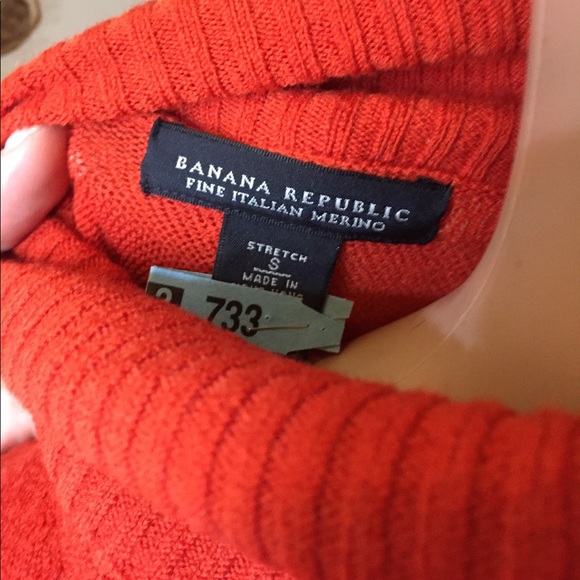 BANANA REPUBLIC
FINE ITALIAN MERINO
STRETCH
S
MADE IN
733